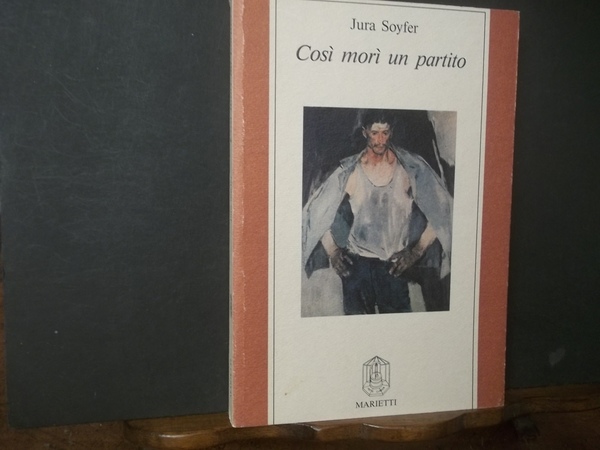 Jura Soyfer
Così morì un partito
MARIETTI